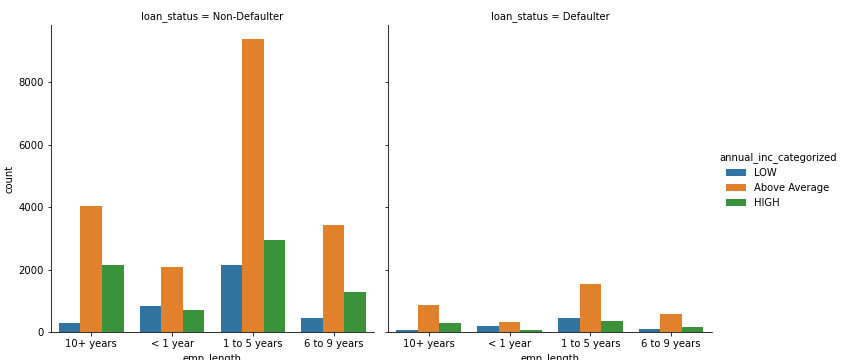 loan_status = Non-Defaulter
loan_status = Defaulter
8000
6000
4000
2000
0
count
10+ years
< 1 year
1 to 5 years
6 to 9 years
emp_length
10+ years
< 1 year
1 to 5 years
6 to 9 years
emp_length
annual_inc_categorized
LOW
Above Average
HIGH